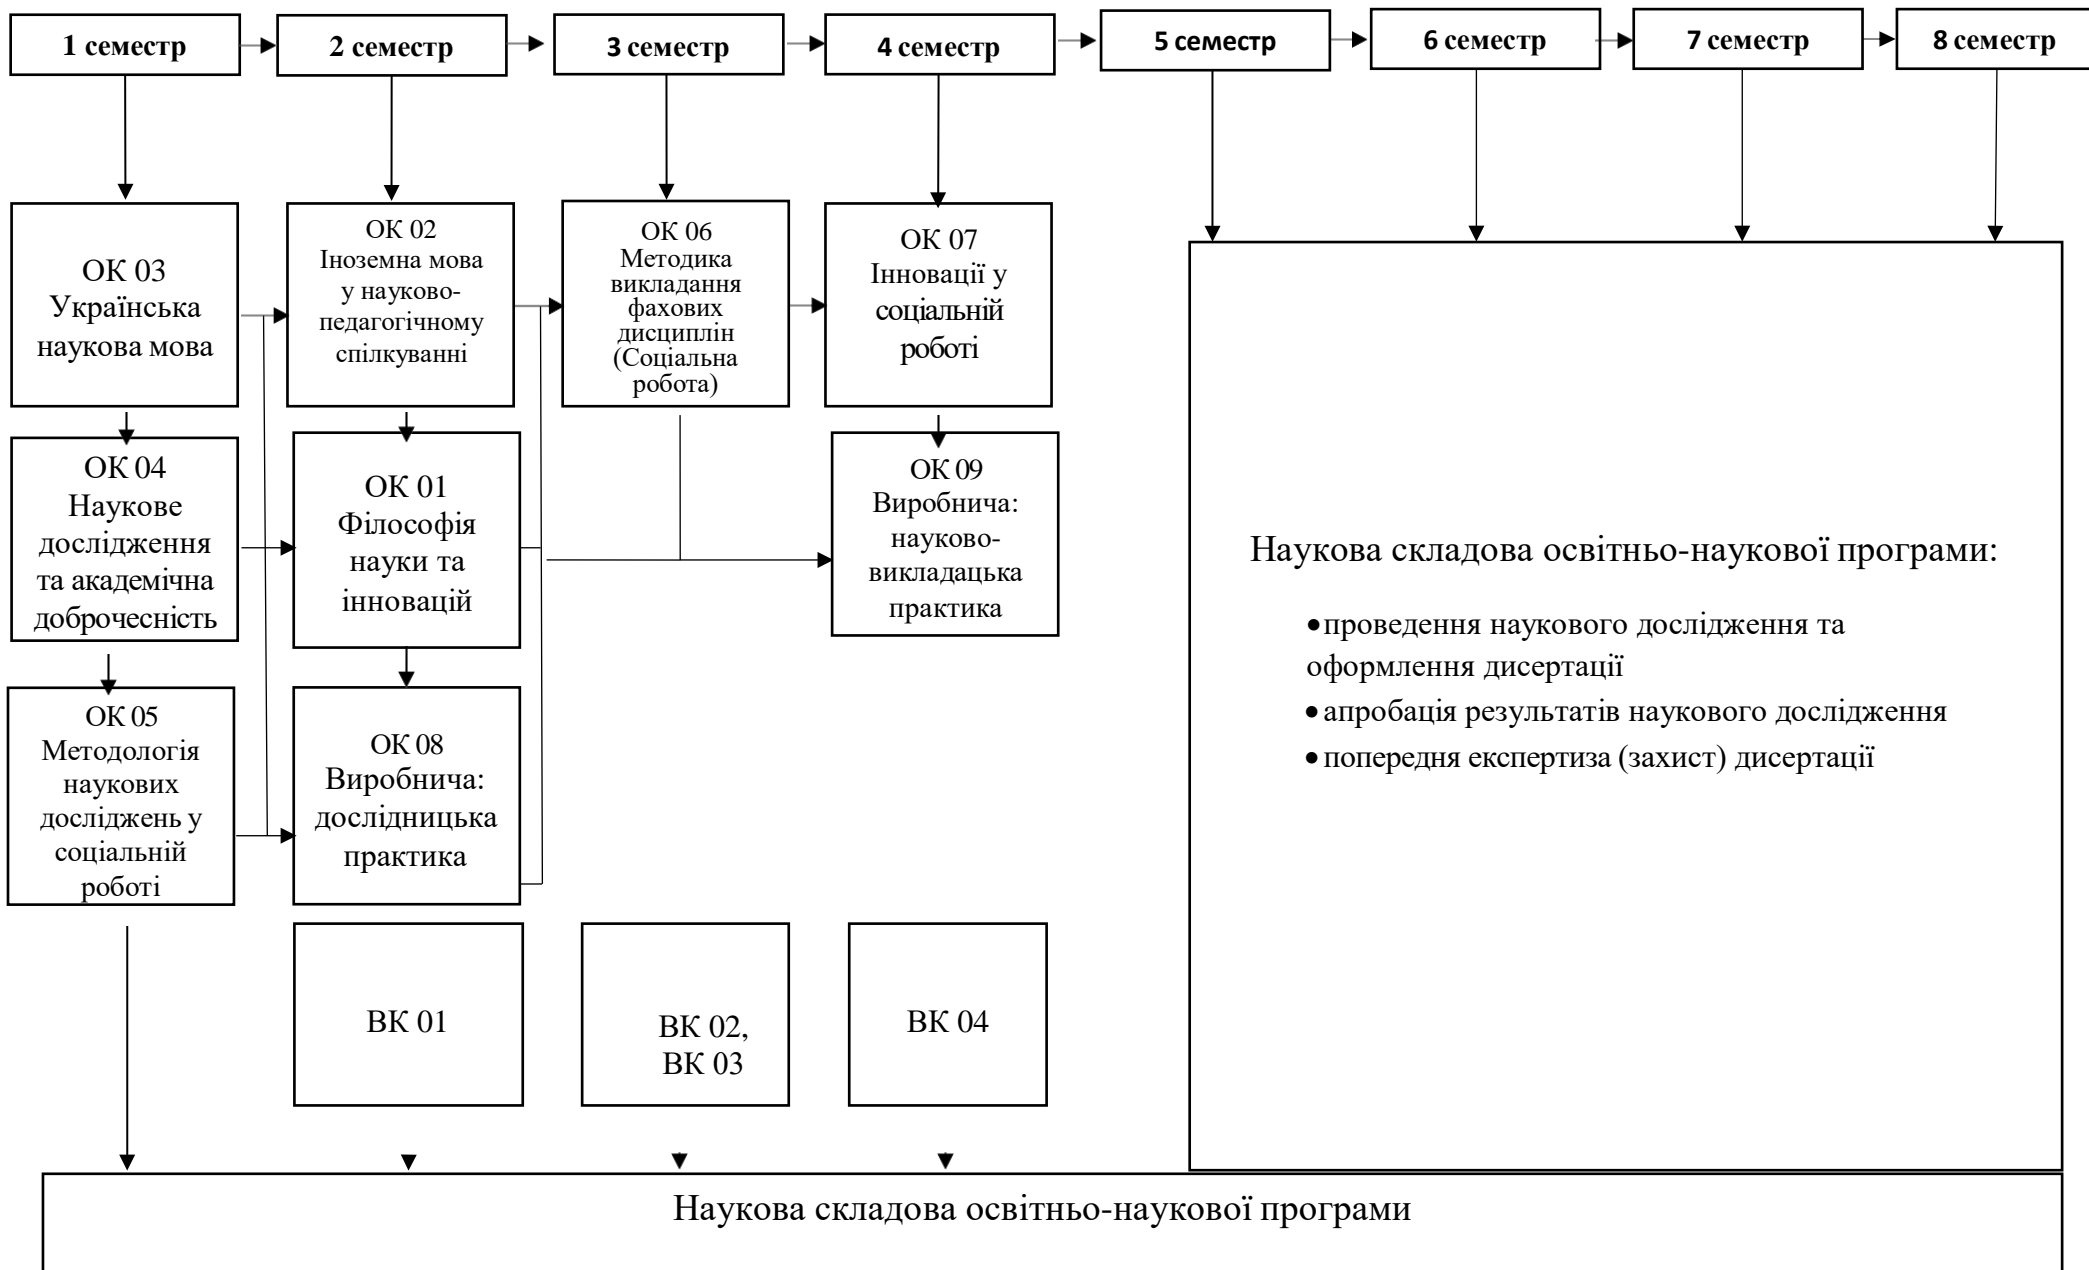 1 семестр
2 семестр
3 семестр
4 семестр
5 семестр
6 семестр
7 семестр
8 семестр
ОК 03
Українська
наукова мова
ОК 04
Наукове
дослідження
та академічна
доброчесність
ОК 05
Методологія
наукових
досліджень у
соціальній
роботі
ОК 02
Іноземна мова
у науково-
педагогічному
спілкуванні
ОК 01
Філософія
науки та
інновацій
ОК 08
Виробнича:
дослідницька
практика
ВК 01
ОК 06
Методика
викладання
фахових
дисциплін
(Соціальна
робота)
ВК 02,
ВК 03
ОК 07
Інновації у
соціальній
роботі
ОК 09
Виробнича:
науково-
викладацька
практика
ВК 04
Наукова складова освітньо-наукової програми:
•проведення наукового дослідження та
оформлення дисертації
•апробація результатів наукового дослідження
•попередня експертиза (захист) дисертації
Наукова складова освітньо-наукової програми